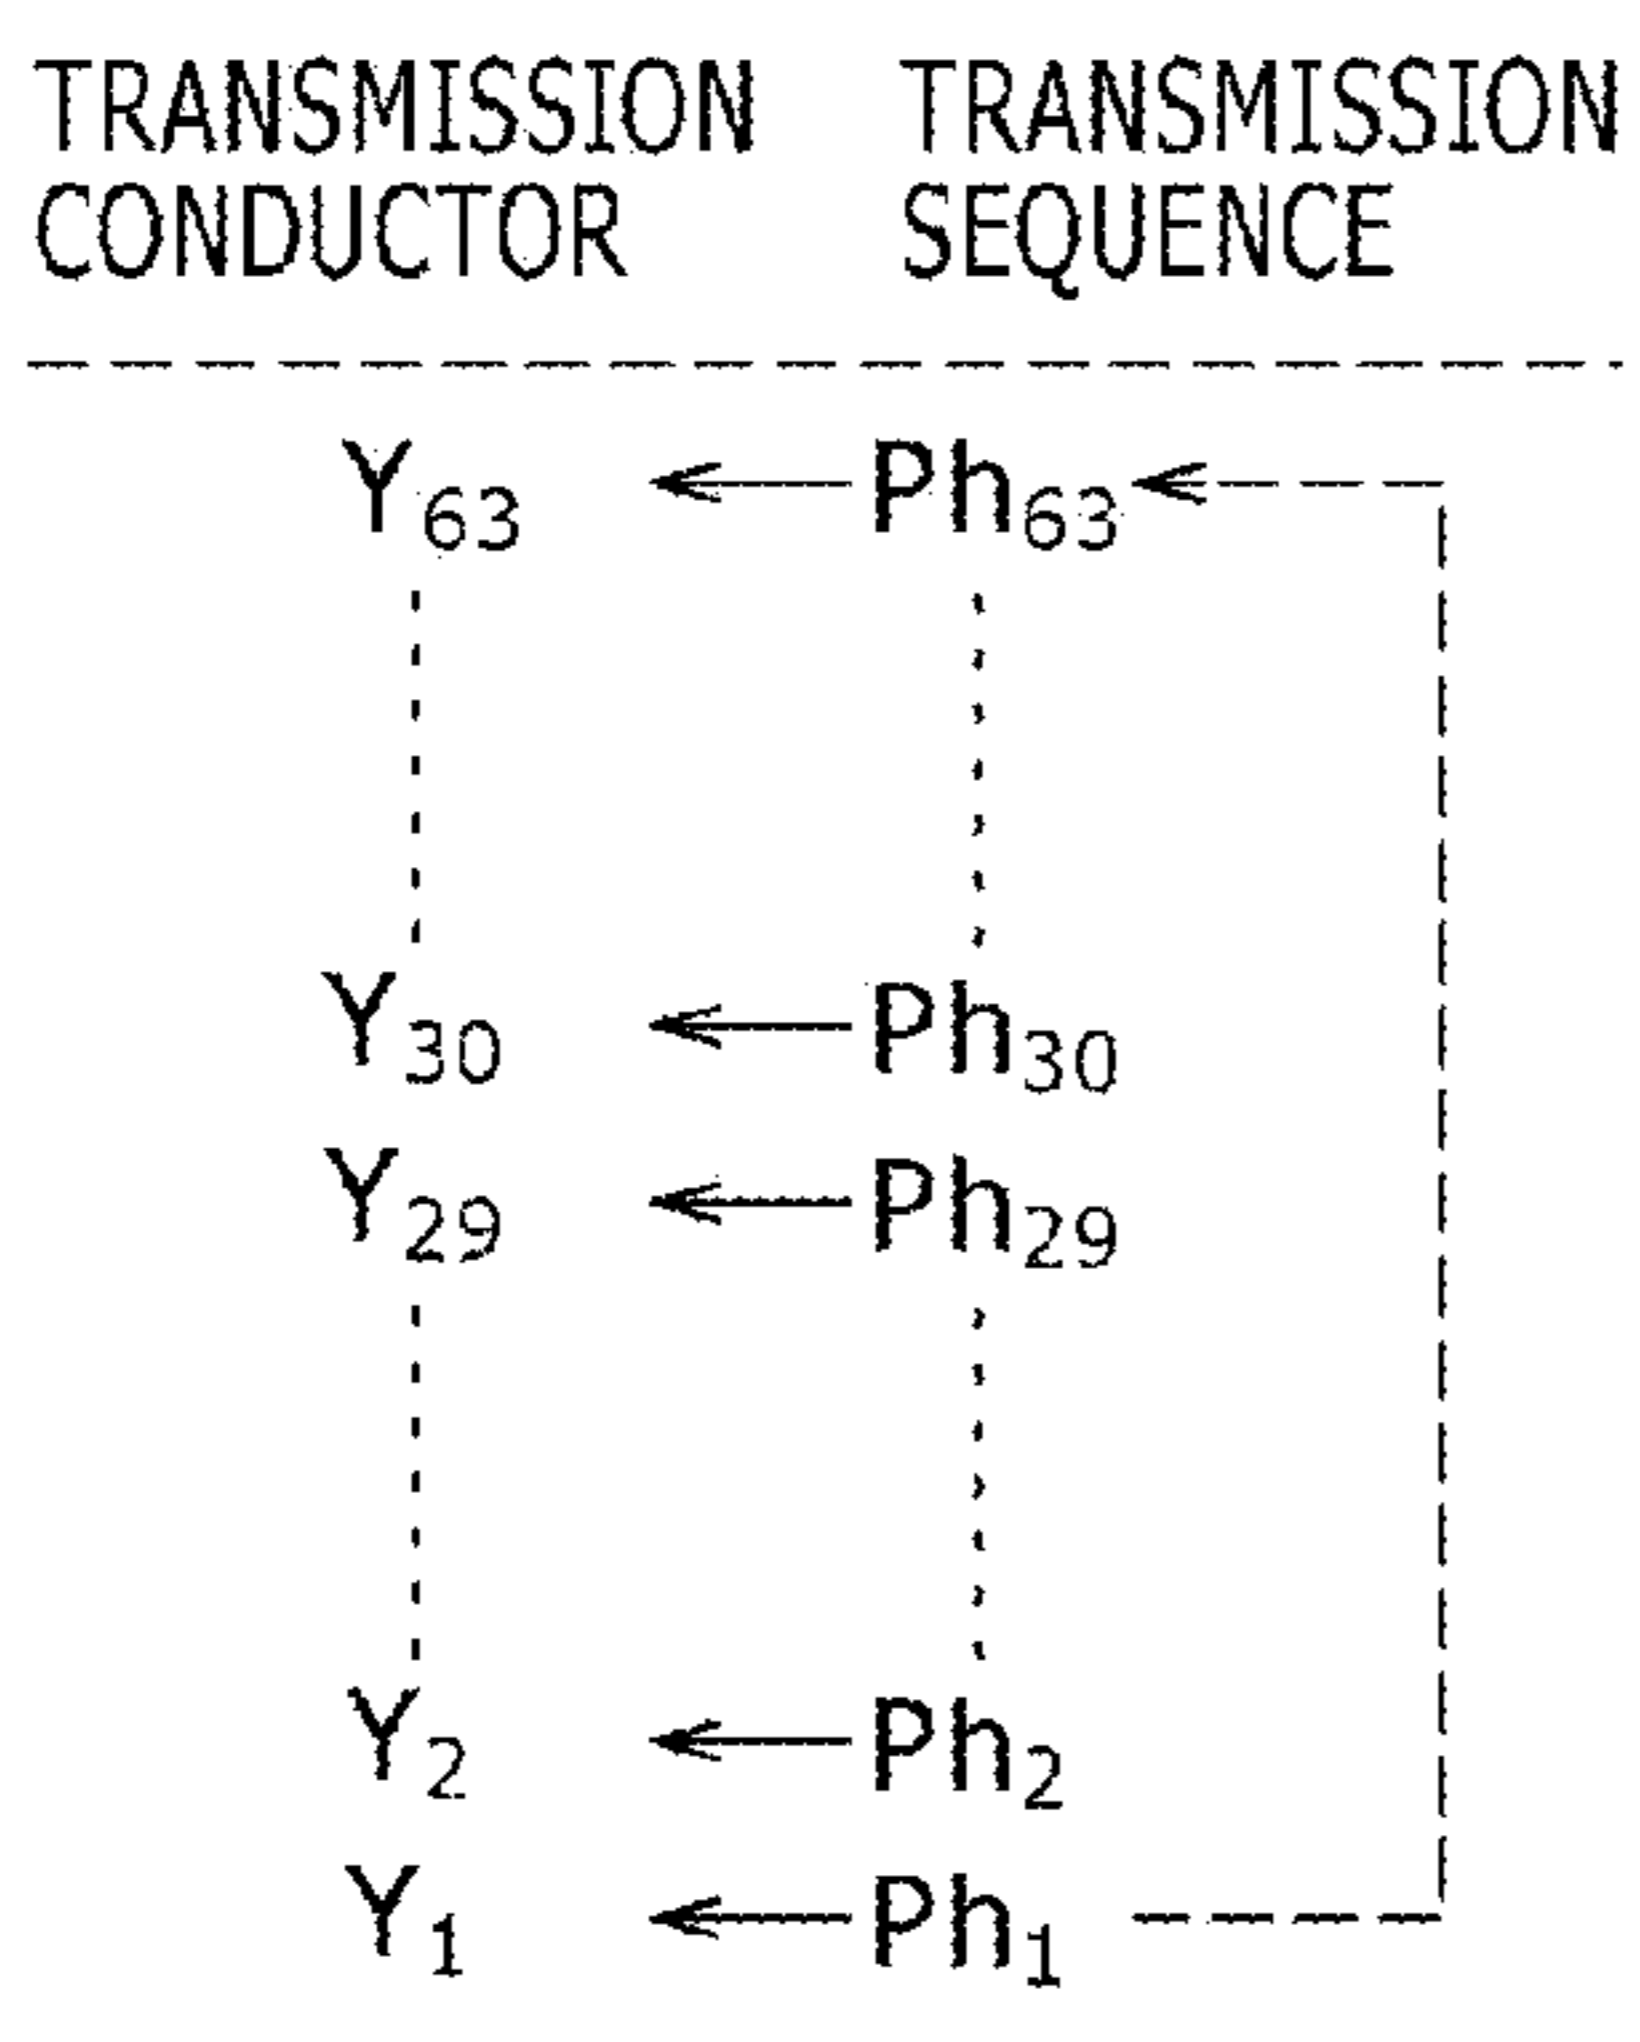 TRANSMISSION TRANSMISSION
CONDUCTOR SEQUENCE
Y63 ← Ph63
Y30 ← Ph30
Y29 ← Ph29
Y2 ← Ph2
Y1 ← Ph1